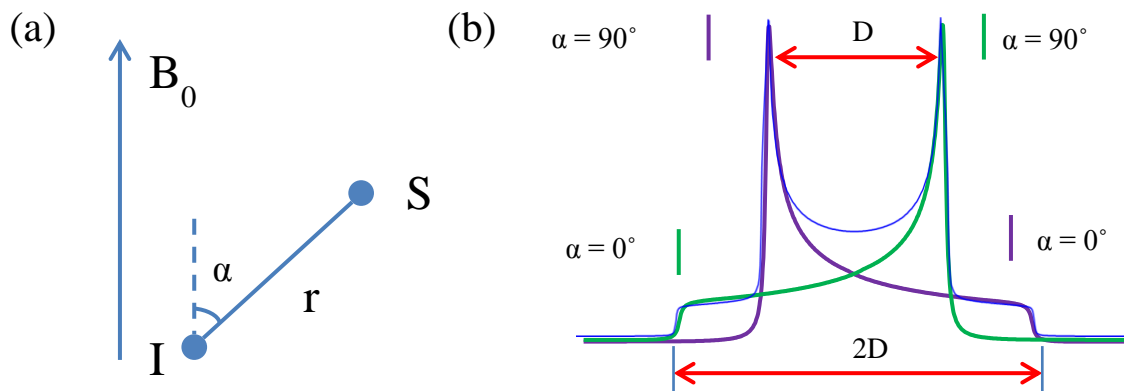 (a)
B0
α
S
r
I
(b)
α = 90°
D
α = 90°
α = 0°
α = 0°
2D